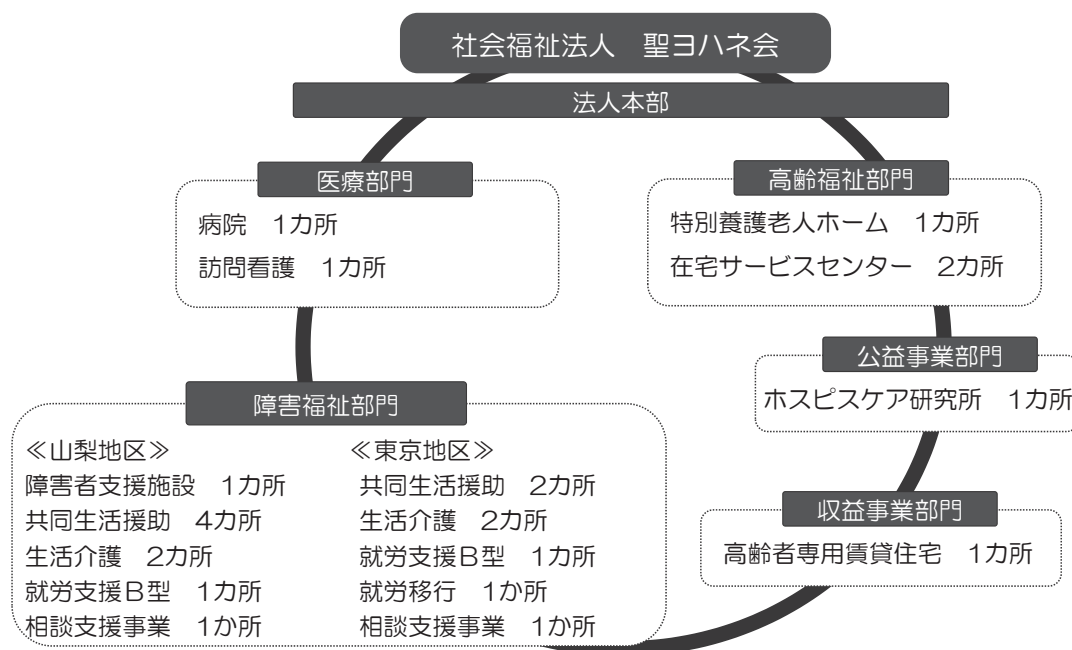 社会福祉法人　聖ヨハネ会
法人本部
医療部門
病院　1カ所
訪問看護　1カ所
高齢福祉部門
特別養護老人ホーム　1カ所
在宅サービスセンター　2カ所
公益事業部門
ホスピスケア研究所　1カ所
障害福祉部門
≪山梨地区≫
障害者支援施設　1カ所
共同生活援助　4カ所
生活介護　2カ所
就労支援B型　1カ所
相談支援事業　1か所
≪東京地区≫
共同生活援助　2カ所
生活介護　2カ所
就労支援B型　1カ所
就労移行　1か所
相談支援事業　1か所
収益事業部門
高齢者専用賃貸住宅　1カ所